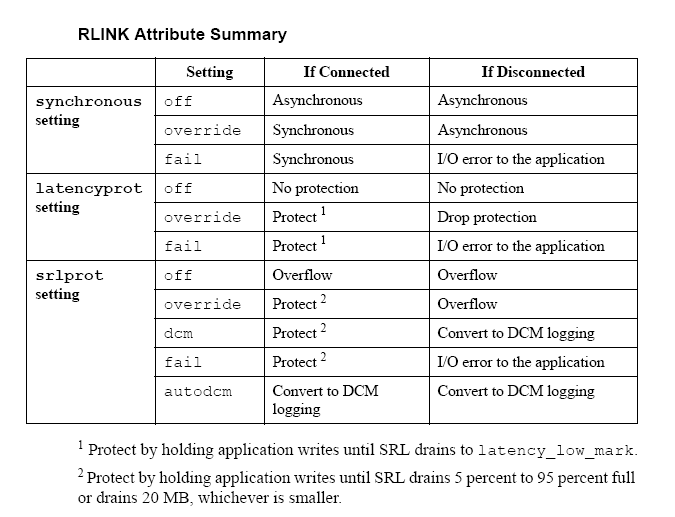 RLINK Attribute Summary
Setting If Connected If Disconnected
synchronous setting off Asynchronous Asynchronous
override Synchronous Asynchronous
fail Synchronous I/O error to the application
latencyprot setting off No protection No protection
override Protect 1 Drop protection
fail Protect 1 I/O error to the application
srlprot setting off Overflow Overflow
override Protect 2 Overflow
dcm Protect 2 Convert to DCM logging
fail Protect 2 I/O error to the application
autodcm Convert to DCM logging Convert to DCM logging
1 Protect by holding application writes until SRL drains to latency_low_mark.
2 Protect by holding application writes until SRL drains 5 percent to 95 percent full
or drains 20 MB, whichever is smaller.